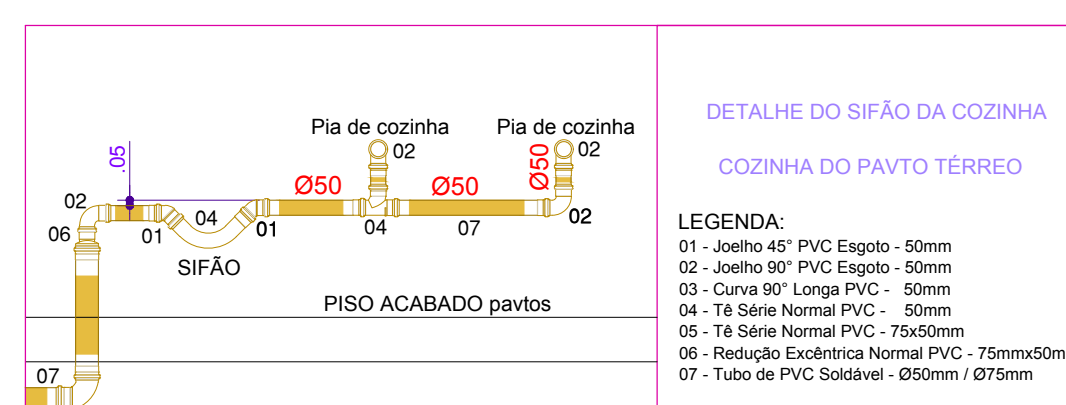 Pia de cozinha
Pia de cozinha
.05
02
02
Ø50
Ø50
Ø50
02
04
06
01
01
04
07
02
SIFÃO
PISO ACABADO pavtos
07
DETALHE DO SIFÃO DA COZINHA
COZINHA DO PAVTO TÉRREO
LEGENDA:
01 - Joelho 45° PVC Esgoto - 50mm
02 - Joelho 90° PVC Esgoto - 50mm
03 - Curva 90° Longa PVC - 50mm
04 - Tê Série Normal PVC - 50mm
05 - Tê Série Normal PVC - 75x50mm
06 - Redução Excêntrica Normal PVC - 75mmx50m
07 - Tubo de PVC Soldável - Ø50mm / Ø75mm